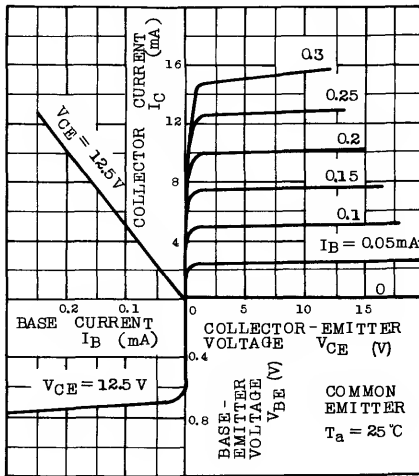 COLLECTOR CURRENT
I_C (mA)
16
12
8
4
0.3
0.25
0.2
0.15
0.1
I_B = 0.05mA
0
V_CE = 12.5 V
0.2
0.1
0
5
10
15
BASE CURRENT
I_B (mA)
COLLECTOR-EMITTER
VOLTAGE V_CE (V)
0.4
0.8
V_CE = 12.5 V
BASE-
EMITTER
VOLTAGE
V_BE (V)
COMMON
EMITTER
T_a = 25℃